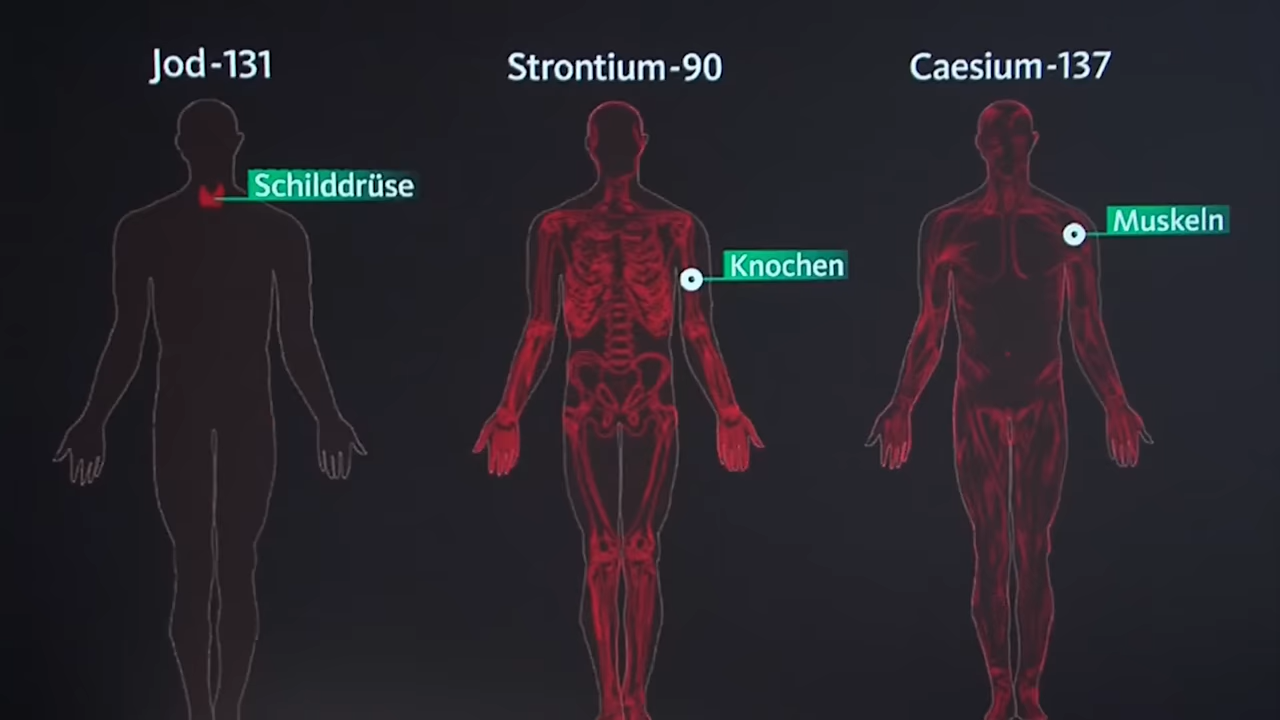 Jod-131
Strontium-90
Caesium-137
Schilddrüse
Knochen
Muskeln